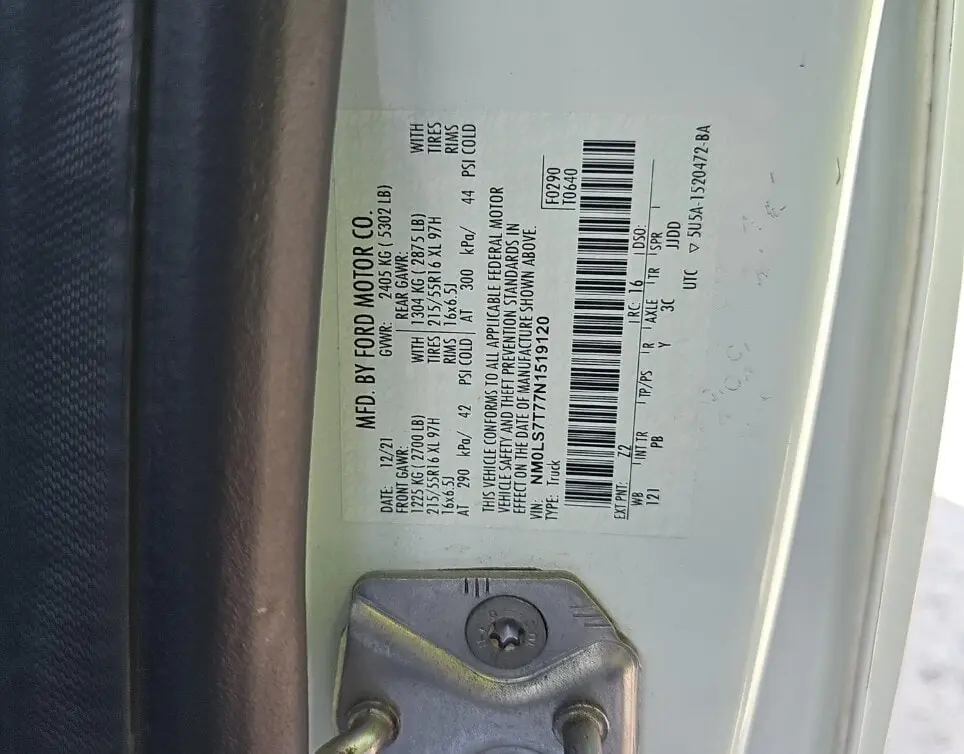 MFD. BY FORD MOTOR CO.
DATE: 12/21 GVWR: 2405 KG ( 5302 LB)
FRONT GAWR: REAR GAWR:
1225 KG ( 2700 LB) WITH 1304 KG ( 2875 LB) WITH
215/55R16 XL 97H TIRES 215/55R16 XL 97H TIRES
16x6.5J RIMS 16x6.5J RIMS
AT 290 kPa/ 42 PSI COLD AT 300 kPa/ 44 PSI COLD
THIS VEHICLE CONFORMS TO ALL APPLICABLE FEDERAL MOTOR
VEHICLE SAFETY AND THEFT PREVENTION STANDARDS IN
EFFECT ON THE DATE OF MANUFACTURE SHOWN ABOVE.
VIN: NM0LS7T77N1519120
TYPE: Truck
F0290
T0640
EXT PNT: Z2 RC: 16 DSO:
WB INT TR TP/PS R AXLE TR SPR
121 PB Y 3C JJDD
UTC ▽ 5U5A-1520472-BA